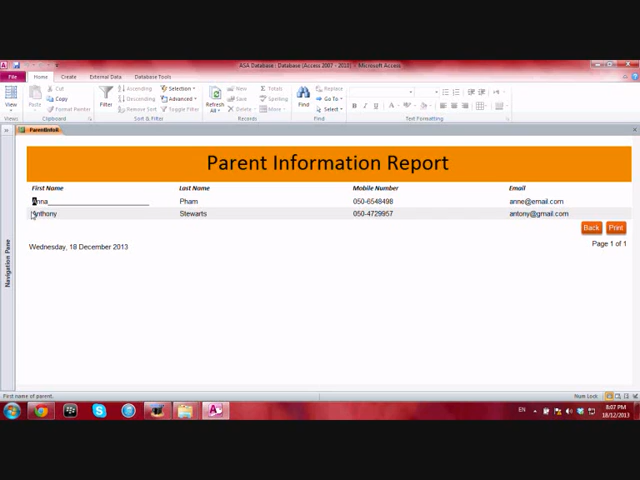 ASA Database : Database (Access 2007 - 2010) - Microsoft Access
File Home Create External Data Database Tools
View
Paste Cut Copy Format Painter
Clipboard
Filter Ascending Descending Remove Sort Selection Advanced Toggle Filter
Sort & Filter
Refresh All New Save Delete Totals Spelling More
Records
Find Replace Go To Select
Find
B I U
Text Formatting
ParentInfoR
Navigation Pane
Parent Information Report
First Name Last Name Mobile Number Email
Anna Pham 050-6548498 anne@email.com
Anthony Stewarts 050-4729957 antony@gmail.com
Back Print
Wednesday, 18 December 2013 Page 1 of 1
First name of parent. Num Lock
EN 8:07 PM
18/12/2013